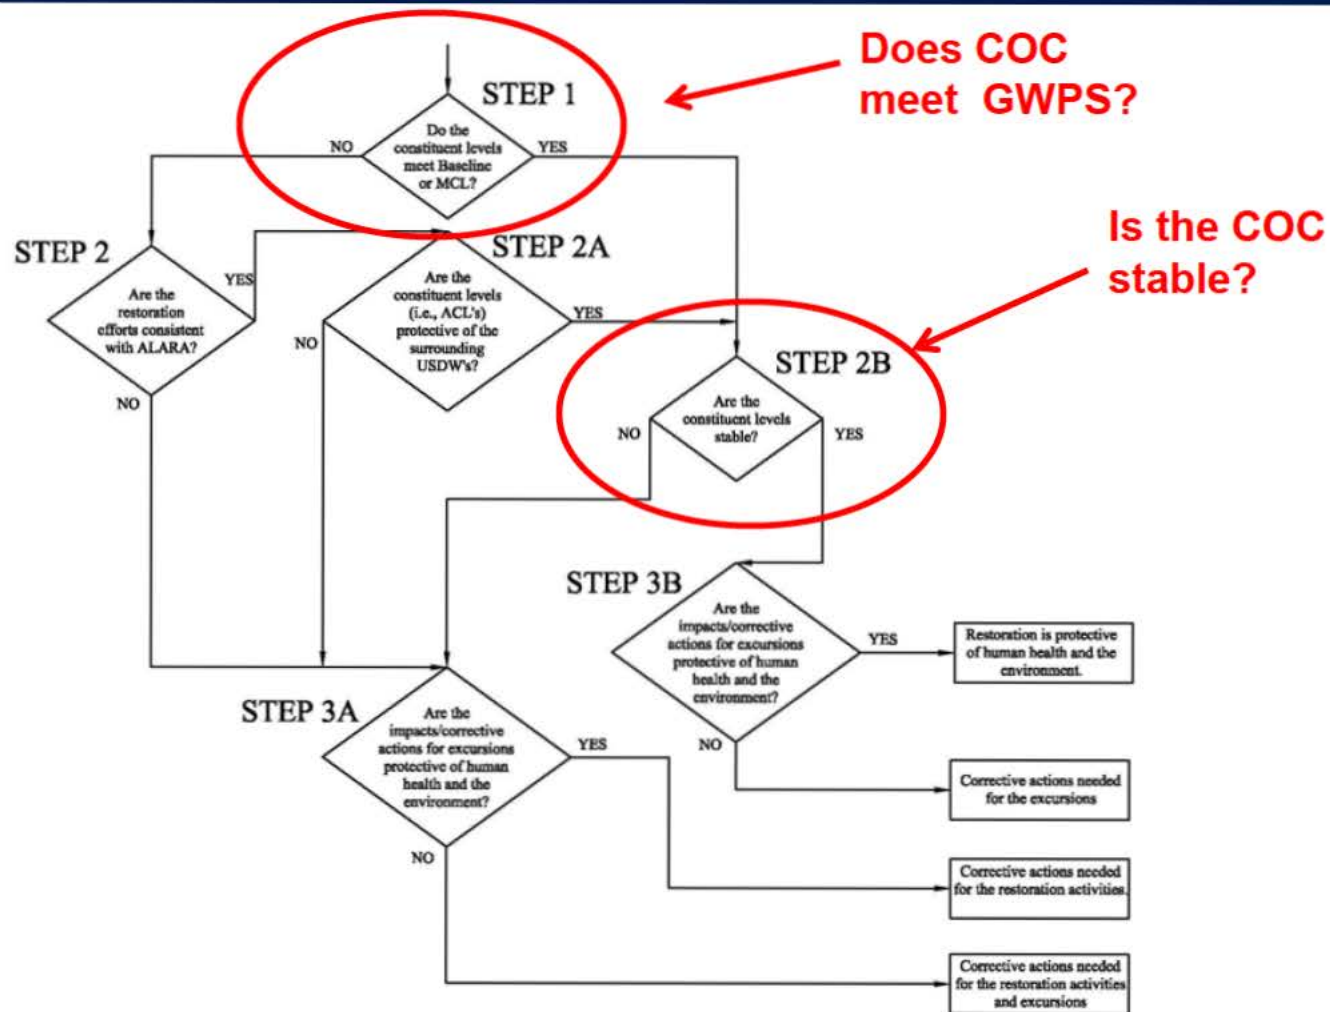 Does COC
meet GWPS?
STEP 1
Do the
constituent levels
meet Baseline
or MCL?
NO
YES
Is the COC
stable?
STEP 2
Are the
restoration
efforts consistent
with ALARA?
YES
NO
STEP 2A
Are the
constituent levels
(i.e., ACL's)
protective of the
surrounding
USDW's?
YES
NO
STEP 2B
Are the
constituent levels
stable?
NO
YES
STEP 3B
Are the
impacts/corrective
actions for excursions
protective of human
health and the
environment?
YES
NO
Restoration is protective
of human health and the
environment.
STEP 3A
Are the
impacts/corrective
actions for excursions
protective of human
health and the
environment?
YES
NO
Corrective actions needed
for the excursions
Corrective actions needed
for the restoration activities.
Corrective actions needed
for the restoration activities
and excursions